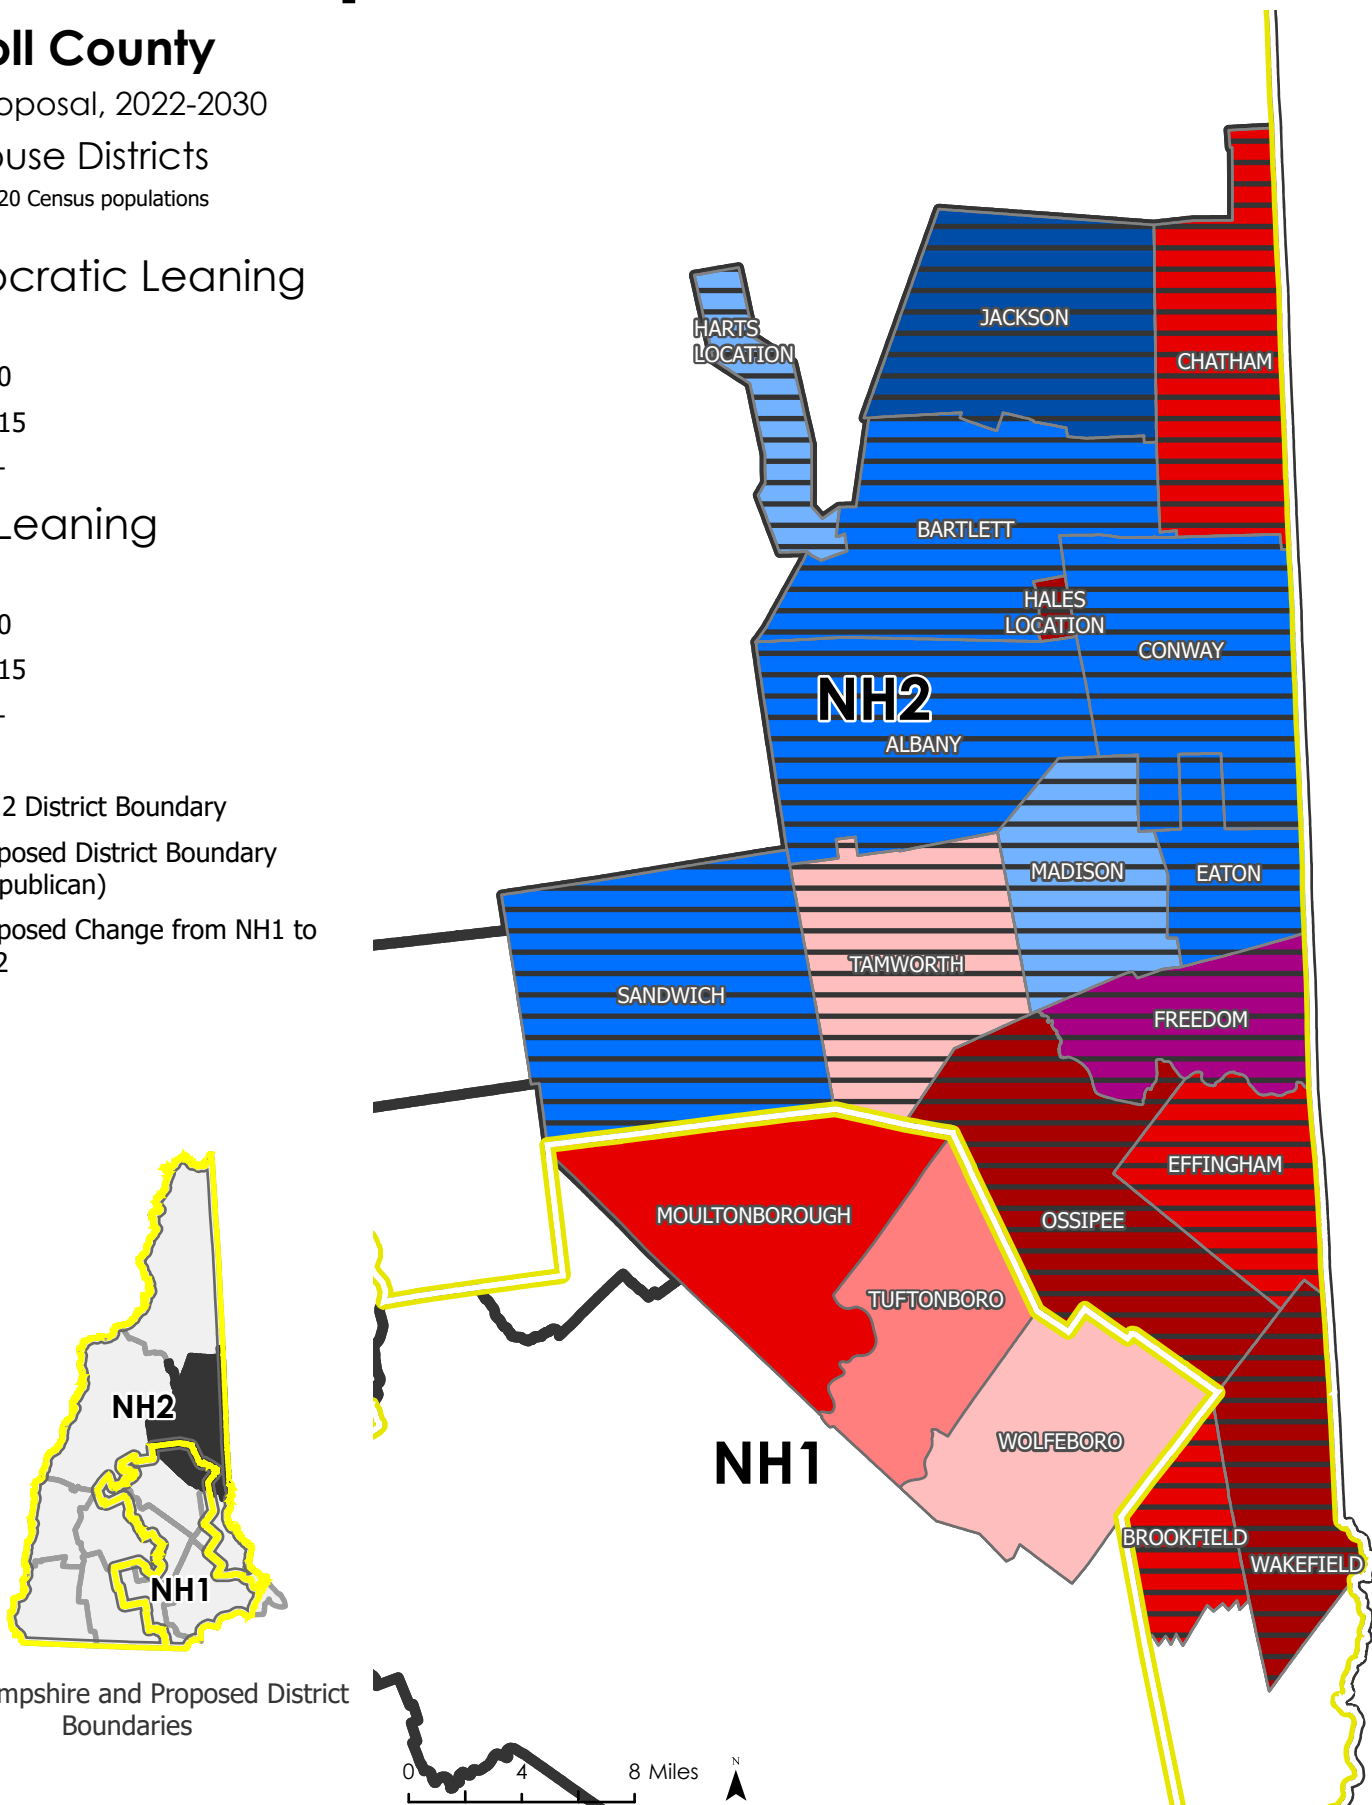 oll County
oposal, 2022-2030
ouse Districts
20 Census populations
ocratic Leaning
0
15
Leaning
0
15
2 District Boundary
posed District Boundary
publican)
posed Change from NH1 to
2
HARTS
LOCATION
JACKSON
CHATHAM
BARTLETT
HALES
LOCATION
CONWAY
NH2
ALBANY
MADISON
EATON
TAMWORTH
SANDWICH
FREEDOM
EFFINGHAM
MOULTONBOROUGH
OSSIPEE
TUFTONBORO
WOLFEBORO
NH1
BROOKFIELD
WAKEFIELD
NH2
NH1
mpshire and Proposed District
Boundaries
0 4 8 Miles
N